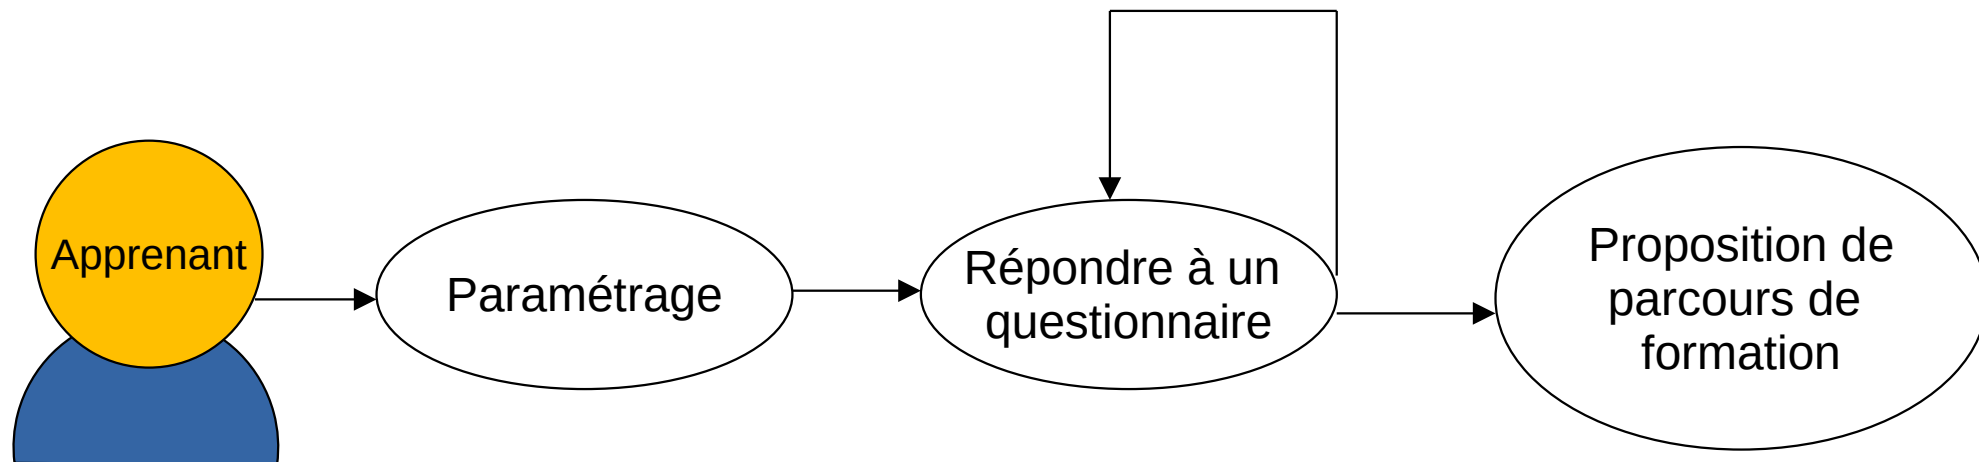 Apprenant
Paramétrage
Répondre à un
questionnaire
Proposition de
parcours de
formation